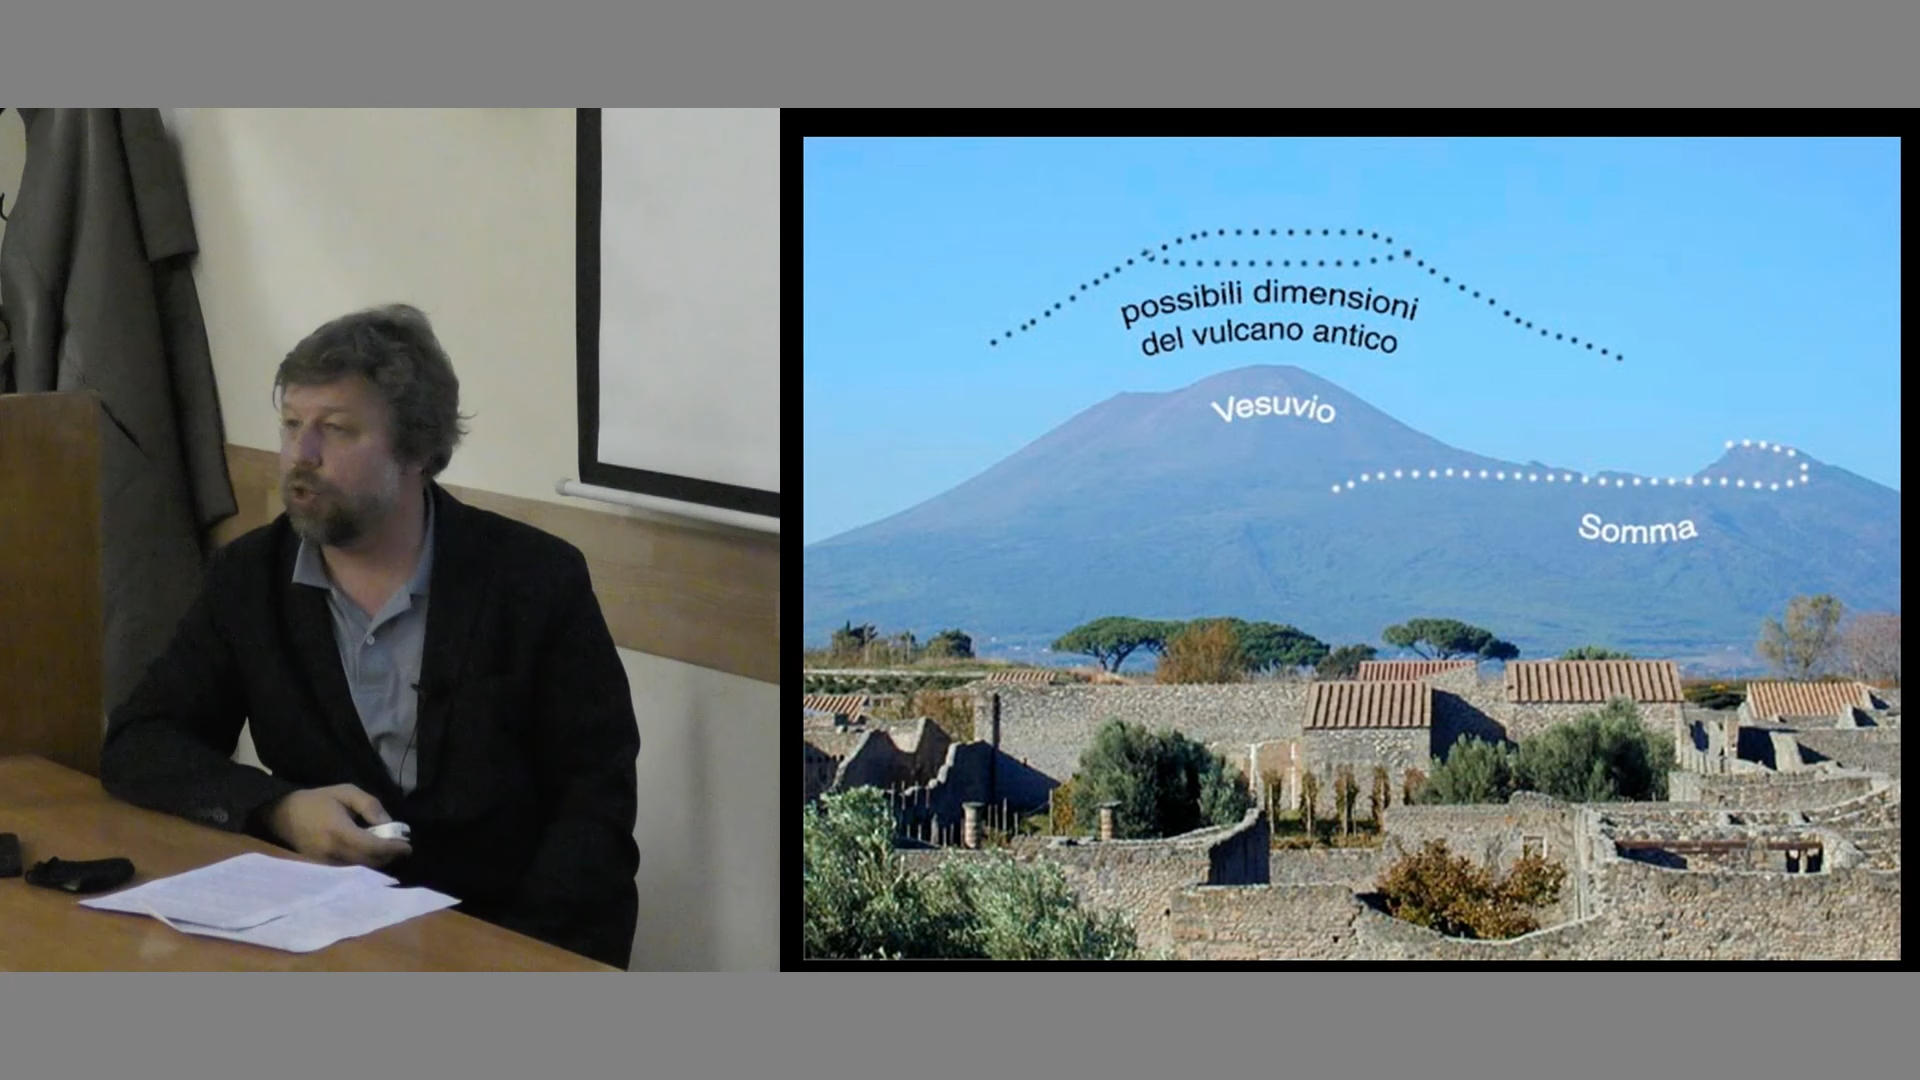 possibili dimensioni
del vulcano antico
Vesuvio
Somma